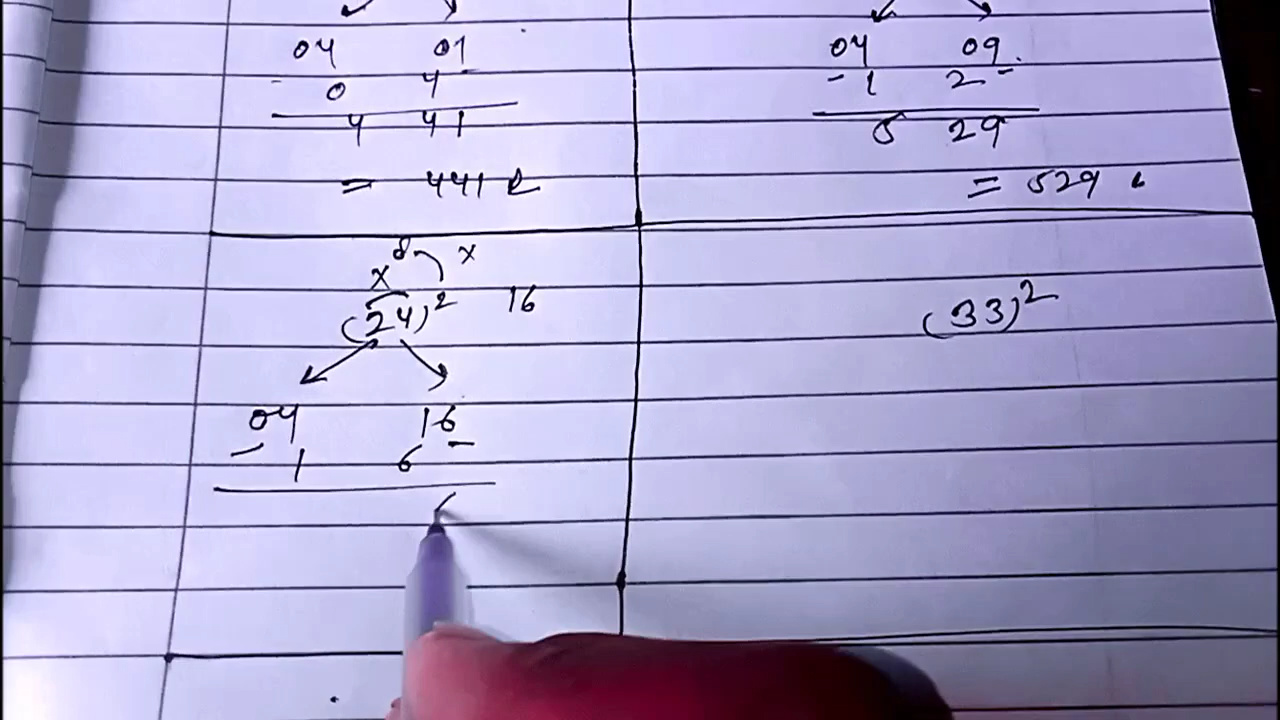 04 01
- 0 4 -
4 41
= 441
04 09
- 1 2 -
5 29
= 529
8 x
x
(24)² 16
04 16
- 1 6 -
(33)²